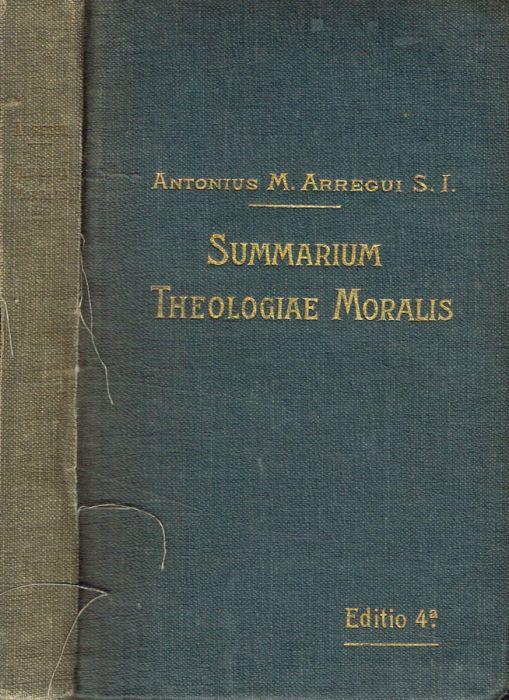 ANTONIUS M. ARREGUI S. I.
SUMMARIUM
THEOLOGIAE MORALIS
Editio 4ª.